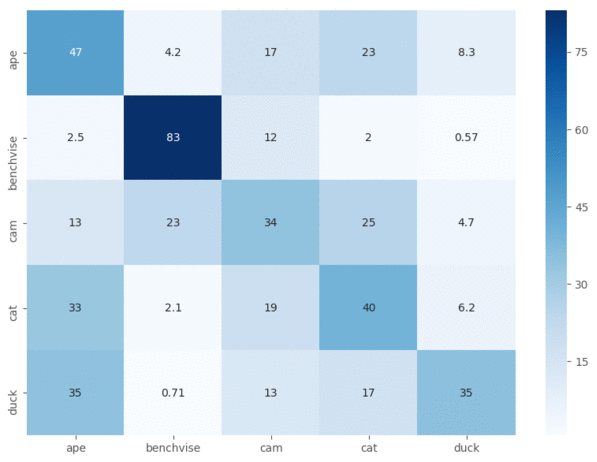 ape 47 4.2 17 23 8.3
benchvise 2.5 83 12 2 0.57
cam 13 23 34 25 4.7
cat 33 2.1 19 40 6.2
duck 35 0.71 13 17 35
ape benchvise cam cat duck
75
60
45
30
15